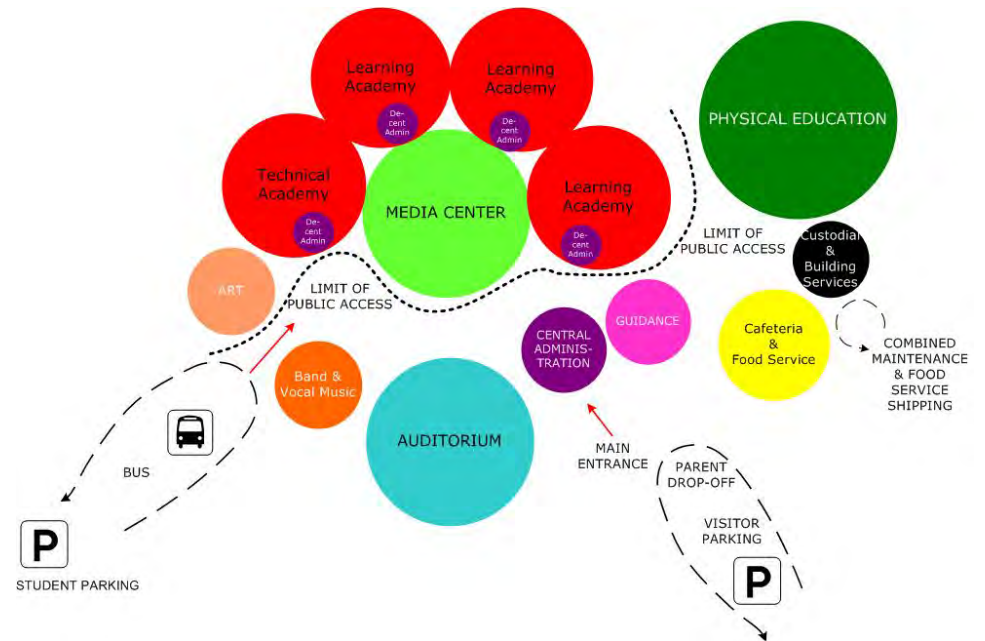 Learning
Academy
De-
cent
Admin
Learning
Academy
De-
cent
Admin
PHYSICAL EDUCATION
Technical
Academy
De-
cent
Admin
MEDIA CENTER
Learning
Academy
De-
cent
Admin
LIMIT OF
PUBLIC ACCESS
Custodial
&
Building
Services
ART
LIMIT OF
PUBLIC ACCESS
CENTRAL
ADMINIS-
TRATION
GUIDANCE
Cafeteria
&
Food Service
COMBINED
MAINTENANCE
& FOOD
SERVICE
SHIPPING
Band &
Vocal Music
AUDITORIUM
MAIN
ENTRANCE
BUS
PARENT
DROP-OFF
VISITOR
PARKING
P
P
STUDENT PARKING